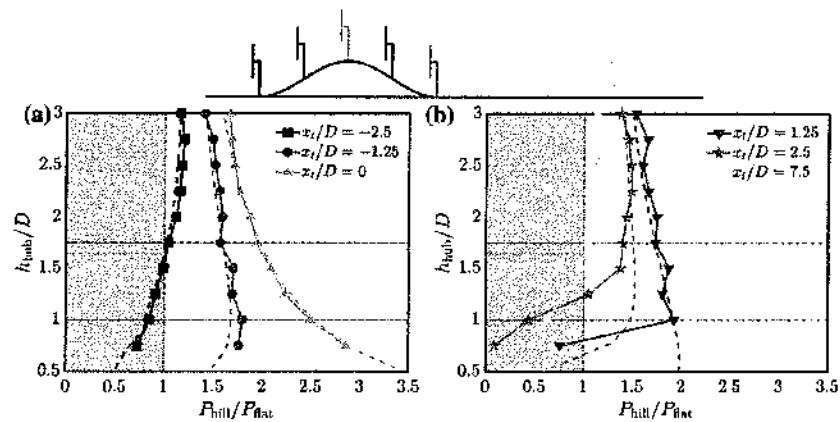 (a)
3
2.5
2
1.5
1
0.5
h_hub/D
x_t/D = −2.5
x_t/D = −1.25
x_t/D = 0
0 0.5 1 1.5 2 2.5 3 3.5
P_hill/P_flat
(b)
3
2.5
2
1.5
1
0.5
h_hub/D
x_t/D = 1.25
x_t/D = 2.5
x_t/D = 7.5
0 0.5 1 1.5 2 2.5 3 3.5
P_hill/P_flat